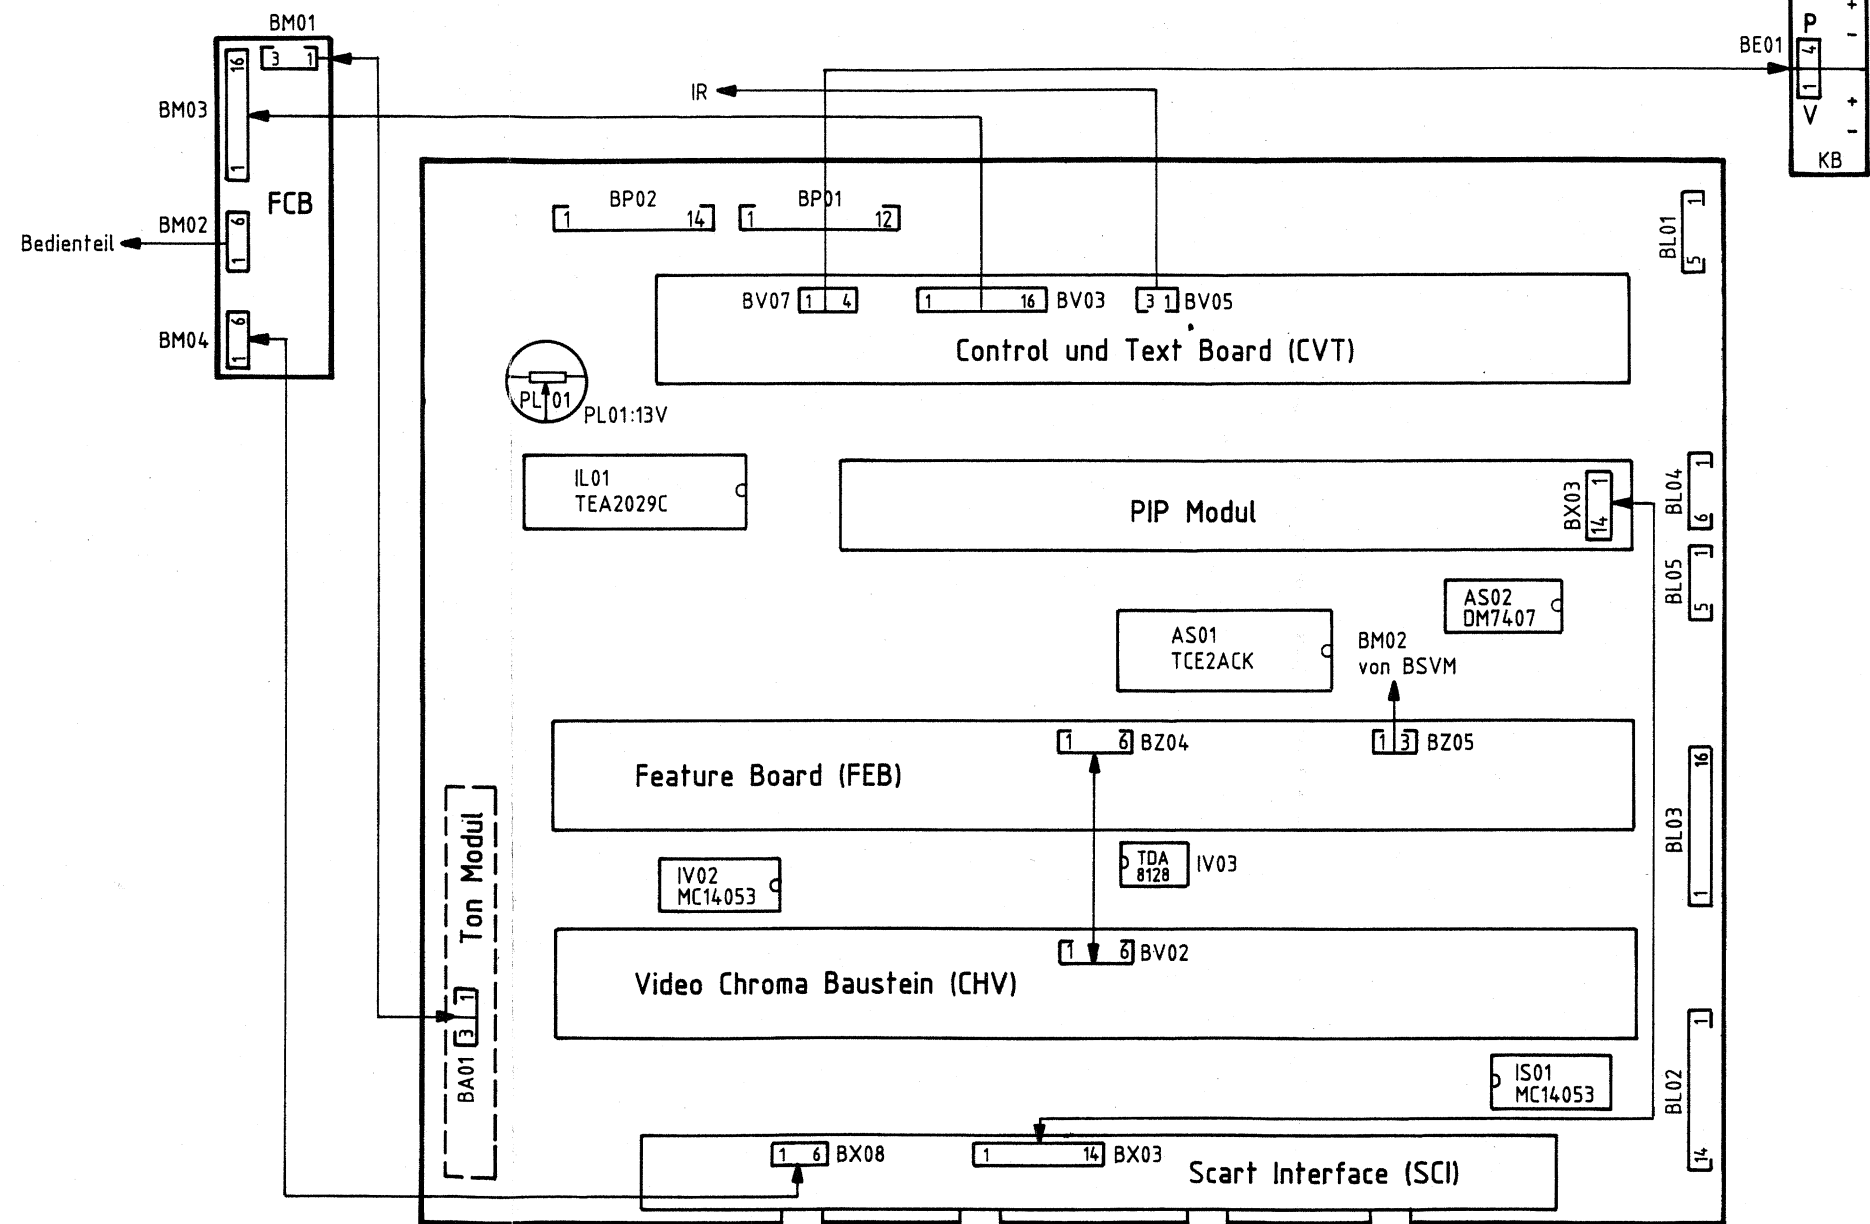 BM01
3 1
16
BM03
1
FCB
6
BM02
1
Bedienteil
6
BM04
1
IR
BE01
P
4
1
V
+
-
+
-
KB
BP02
1 14
BP01
1 12
1
BL01
5
BV07
1 4
1 16
BV03
3 1
BV05
Control und Text Board (CVT)
PL 01
PL01:13V
IL01
TEA2029C
PIP Modul
BX03
1
14
1
BL04
6
1
BL05
5
AS02
DM7407
AS01
TCE2ACK
BM02
von BSVM
1 6
BZ04
1 3
BZ05
Feature Board (FEB)
16
BL03
1
Ton Modul
IV02
MC14053
TDA
8128
IV03
1 6
BV02
Video Chroma Baustein (CHV)
1
3
BA01
IS01
MC14053
1
BL02
14
1 6
BX08
1 14
BX03
Scart Interface (SCI)